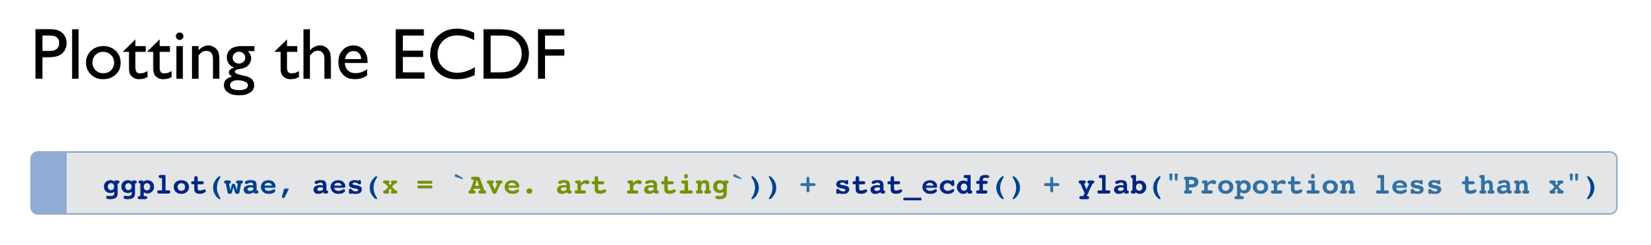 Plotting the ECDF
ggplot(wae, aes(x = `Ave. art rating`)) + stat_ecdf() + ylab("Proportion less than x")